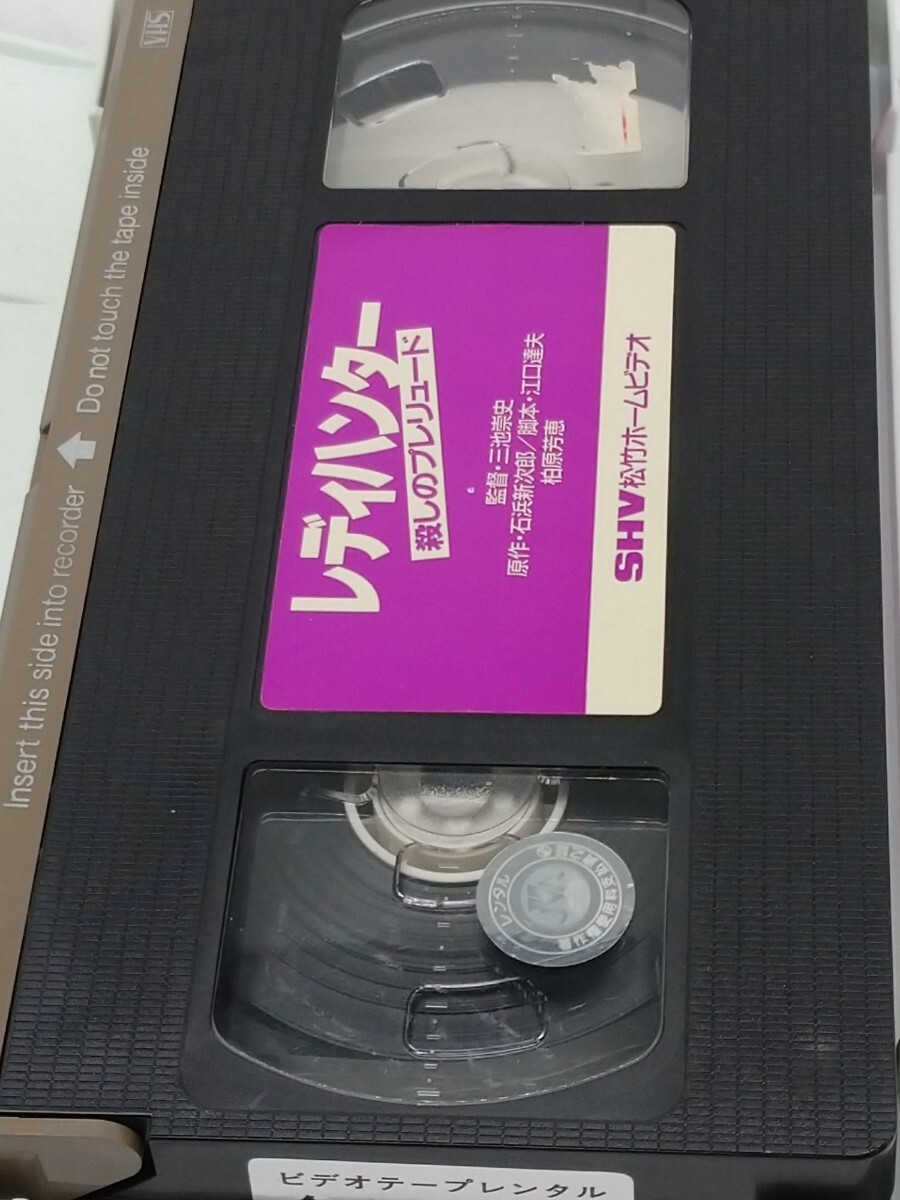 VHS
Insert this side into recorder ⬆ Do not touch the tape inside
レディハンター
殺しのプレリュード
監督・三池崇史
原作・石浜新次郎／脚本・江口達夫
柏原芳恵
SHV松竹ホームビデオ
レンタル
ビデオテープレンタル